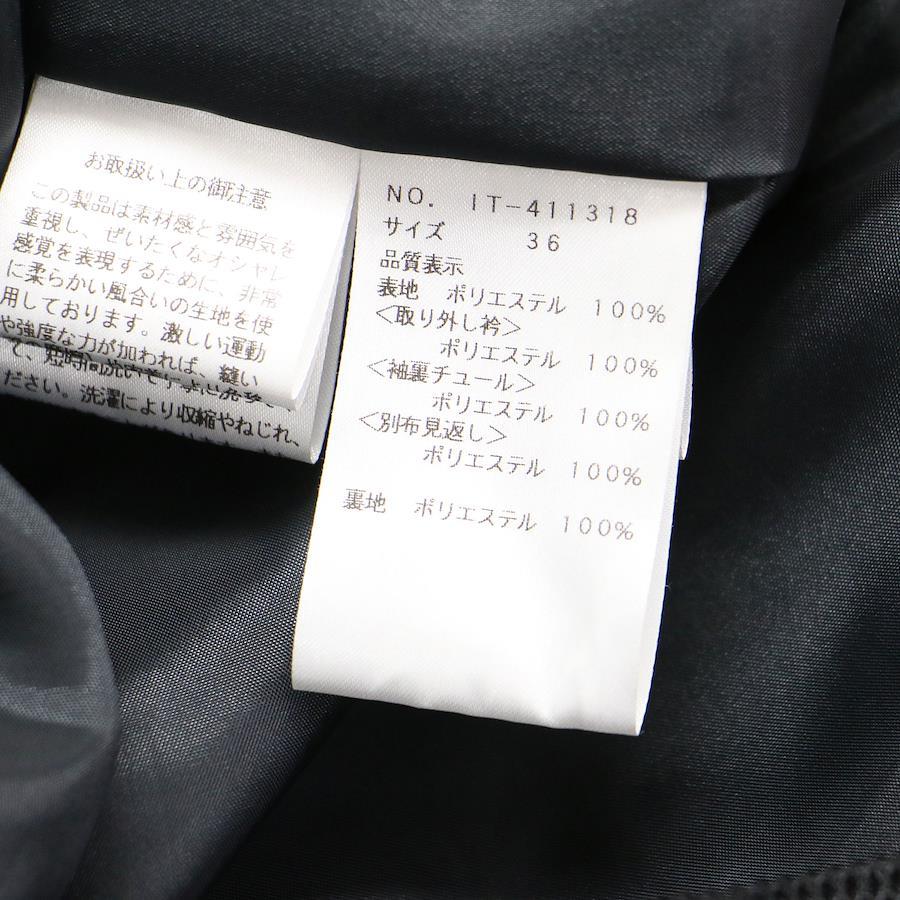 お取扱い上の御注意
この製品は素材感と雰囲気を
重視し、ぜいたくなオシャレ
感覚を表現するために、非常
に柔らかい風合いの生地を使
用しております。激しい運動
や強度な力が加われば、縫い
ださい。洗濯により収縮やねじれ、
NO. IT-411318
サイズ 36
品質表示
表地 ポリエステル 100%
<取り外し衿>
ポリエステル 100%
<袖裏チュール>
ポリエステル 100%
<別布見返し>
ポリエステル 100%
裏地 ポリエステル 100%